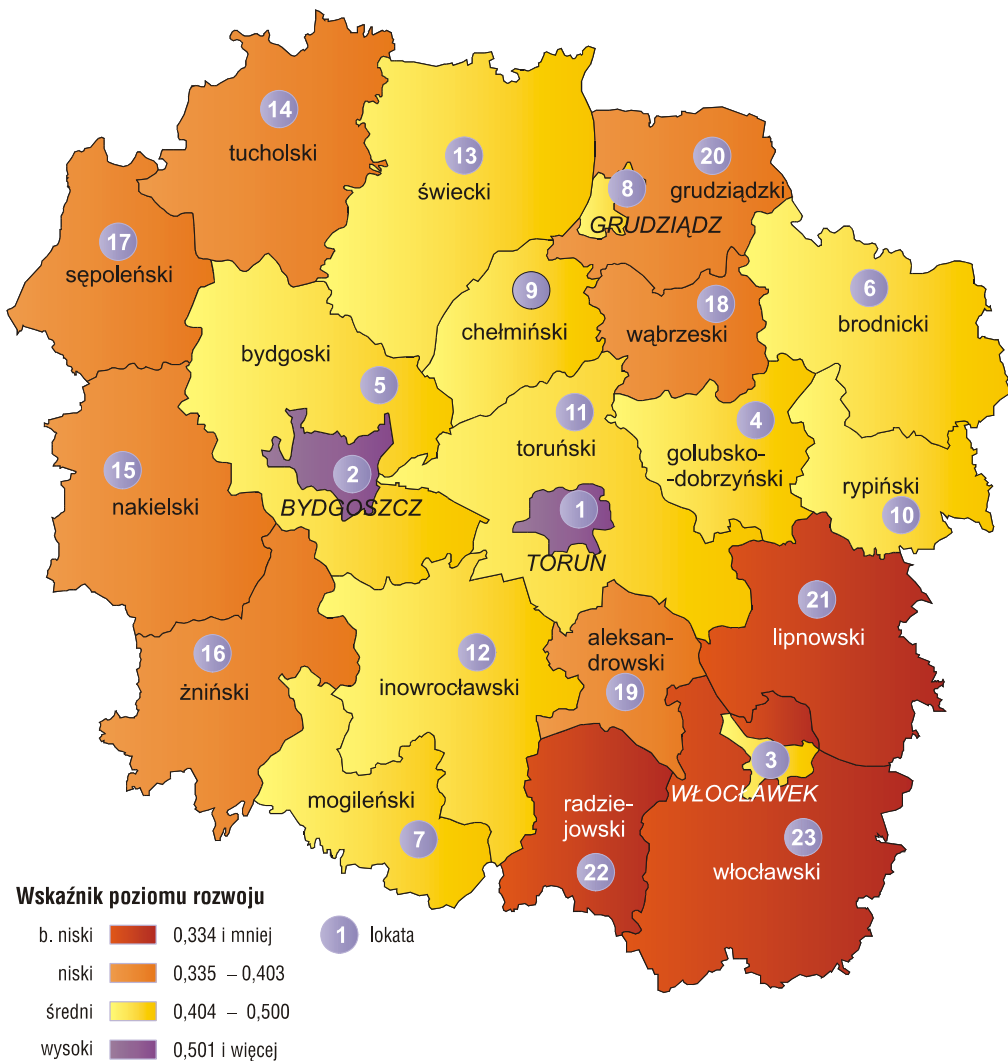 14
tucholski
13
świecki
20
grudziądzki
8
GRUDZIĄDZ
17
sępoleński
9
chełmiński
18
wąbrzeski
6
brodnicki
bydgoski
5
11
toruński
4
golubsko-
-dobrzyński
15
nakielski
2
BYDGOSZCZ
1
TORUŃ
rypiński
10
21
lipnowski
16
żniński
12
inowrocławski
aleksan-
drowski
19
3
WŁOCŁAWEK
mogileński
7
radzie-
jowski
22
23
włocławski
Wskaźnik poziomu rozwoju
b. niski 0,334 i mniej
niski 0,335 – 0,403
średni 0,404 – 0,500
wysoki 0,501 i więcej
1 lokata